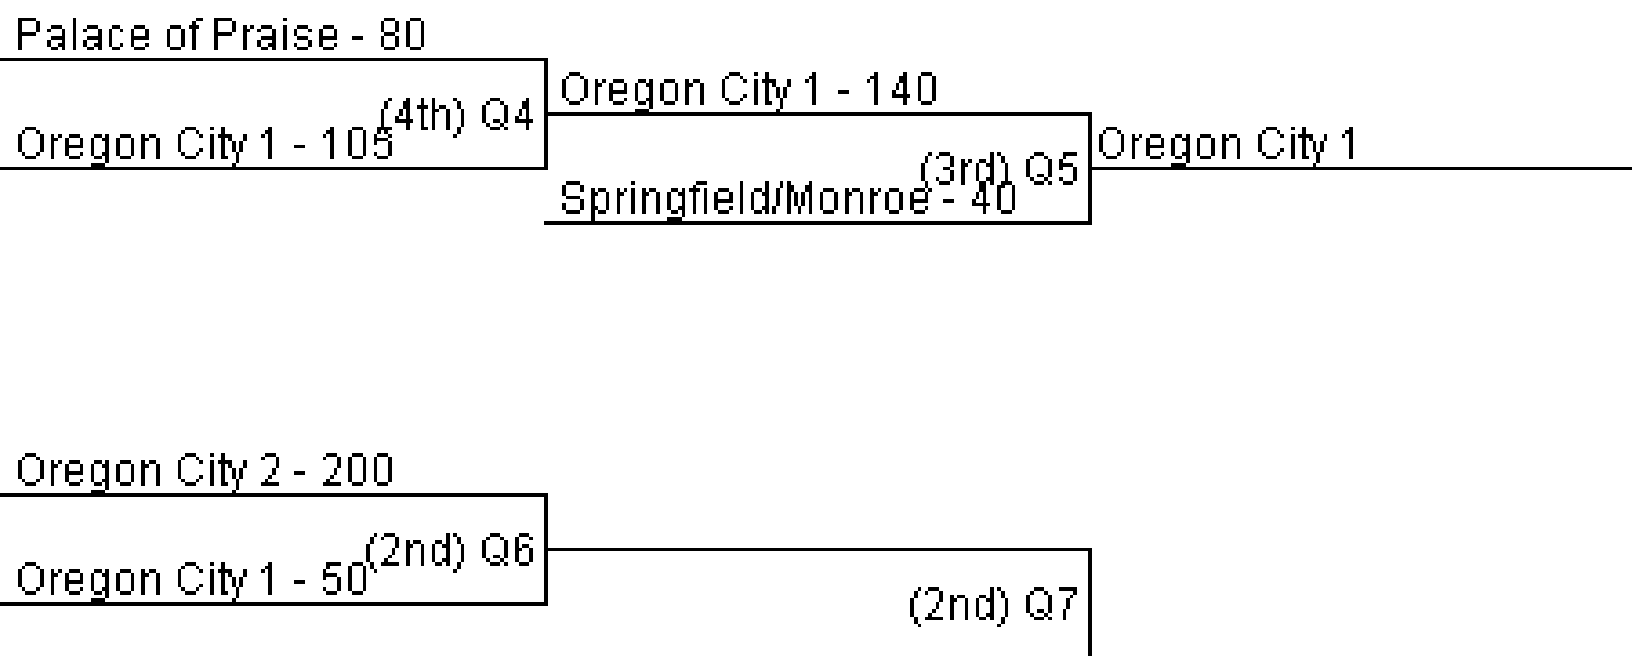 Palace of Praise - 80
(4th) Q4
Oregon City 1 - 105
Oregon City 1 - 140
(3rd) Q5
Springfield/Monroe - 40
Oregon City 1
Oregon City 2 - 200
(2nd) Q6
Oregon City 1 - 50
(2nd) Q7